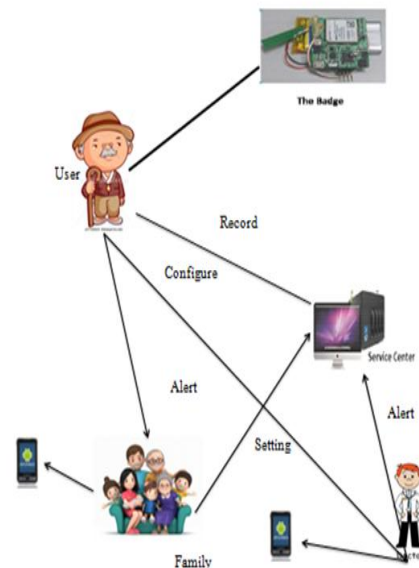 The Badge
User
Record
Configure
Service Center
Alert
Alert
Setting
Family